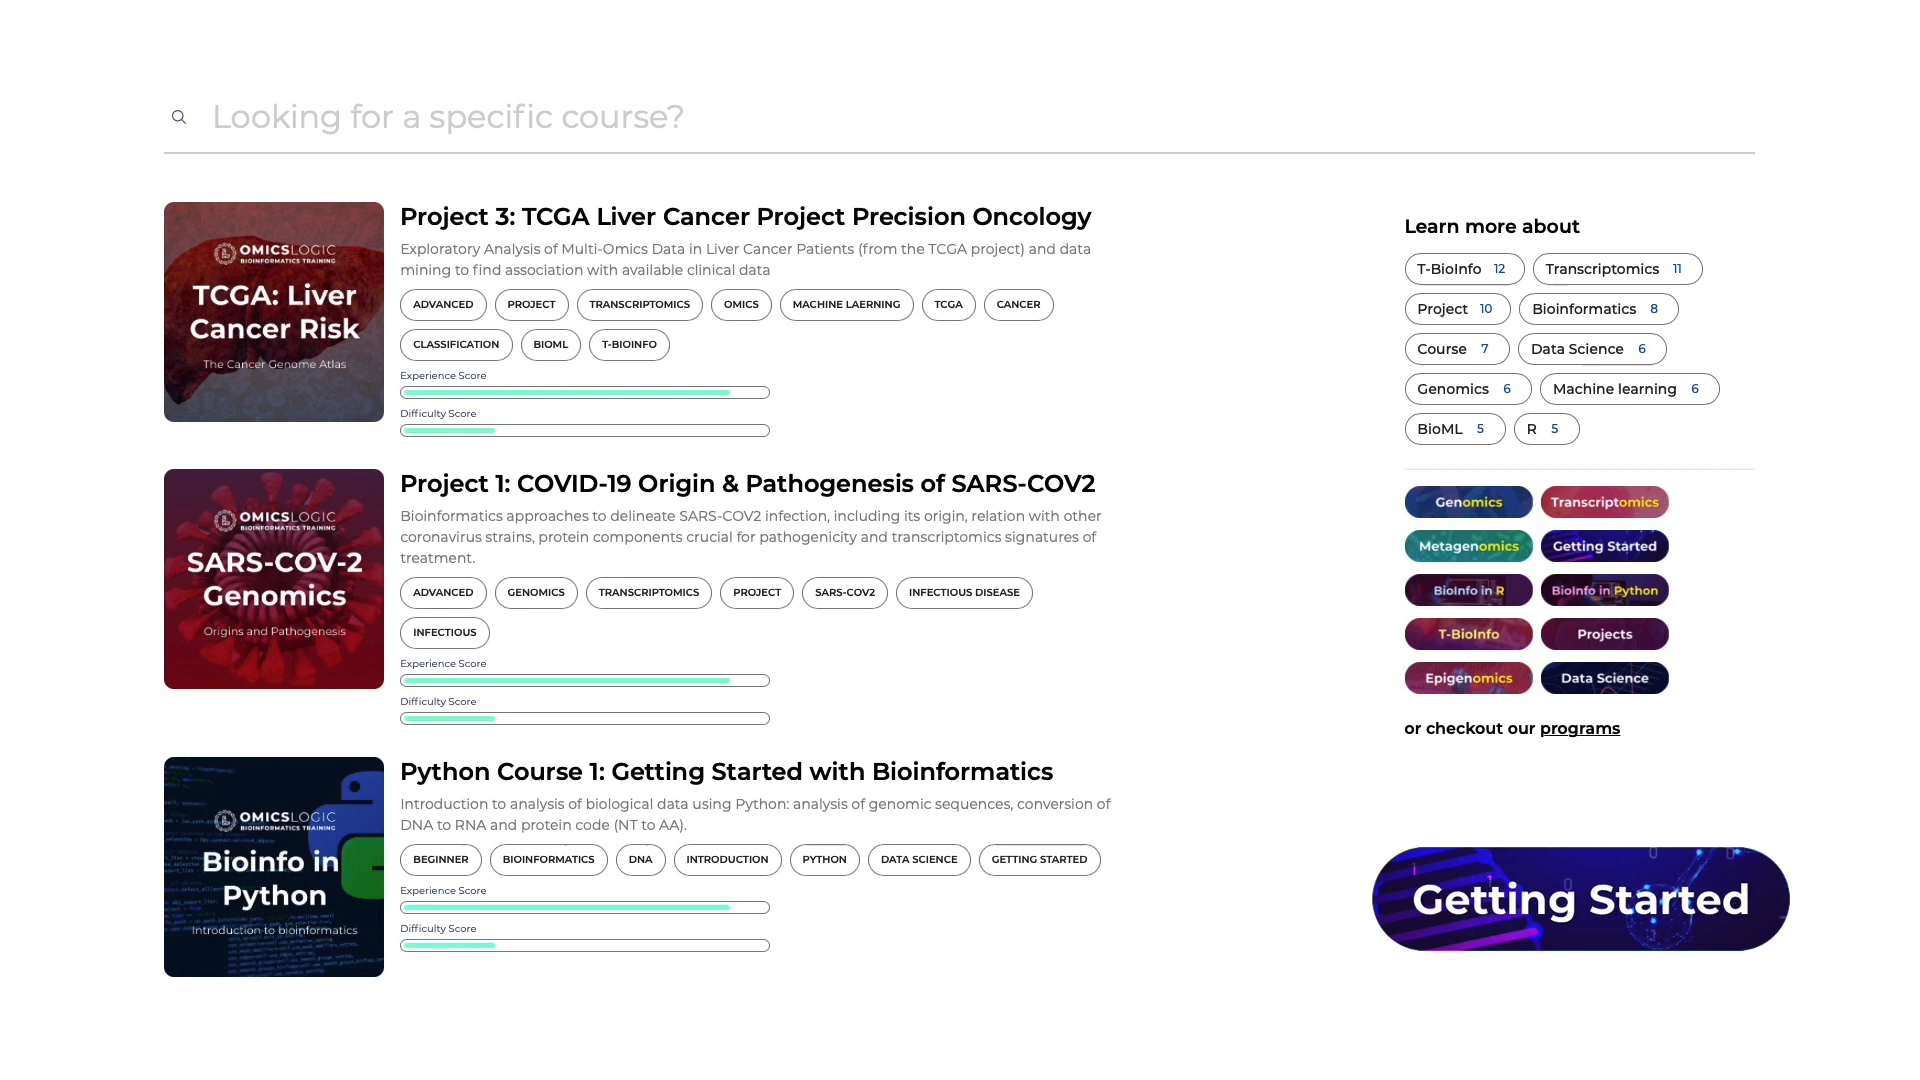 Looking for a specific course?
OMICSLOGIC
BIOINFORMATICS TRAINING
TCGA: Liver
Cancer Risk
The Cancer Genome Atlas
Project 3: TCGA Liver Cancer Project Precision Oncology
Exploratory Analysis of Multi-Omics Data in Liver Cancer Patients (from the TCGA project) and data
mining to find association with available clinical data
ADVANCED PROJECT TRANSCRIPTOMICS OMICS MACHINE LAERNING TCGA CANCER
CLASSIFICATION BIOML T-BIOINFO
Experience Score
Difficulty Score
OMICSLOGIC
BIOINFORMATICS TRAINING
SARS-COV-2
Genomics
Origins and Pathogenesis
Project 1: COVID-19 Origin & Pathogenesis of SARS-COV2
Bioinformatics approaches to delineate SARS-COV2 infection, including its origin, relation with other
coronavirus strains, protein components crucial for pathogenicity and transcriptomics signatures of
treatment.
ADVANCED GENOMICS TRANSCRIPTOMICS PROJECT SARS-COV2 INFECTIOUS DISEASE
INFECTIOUS
Experience Score
Difficulty Score
OMICSLOGIC
BIOINFORMATICS TRAINING
Bioinfo in
Python
Introduction to bioinformatics
Python Course 1: Getting Started with Bioinformatics
Introduction to analysis of biological data using Python: analysis of genomic sequences, conversion of
DNA to RNA and protein code (NT to AA).
BEGINNER BIOINFORMATICS DNA INTRODUCTION PYTHON DATA SCIENCE GETTING STARTED
Experience Score
Difficulty Score
Learn more about
T-BioInfo 12 Transcriptomics 11
Project 10 Bioinformatics 8
Course 7 Data Science 6
Genomics 6 Machine learning 6
BioML 5 R 5
Genomics Transcriptomics
Metagenomics Getting Started
BioInfo in R BioInfo in Python
T-BioInfo Projects
Epigenomics Data Science
or checkout our programs
Getting Started